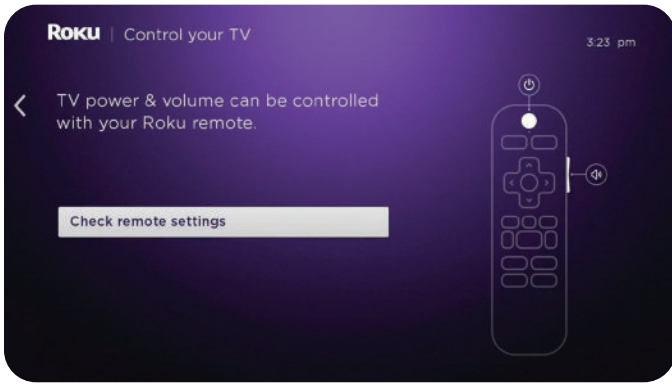 Roku | Control your TV
3:23 pm
TV power & volume can be controlled
with your Roku remote.
Check remote settings